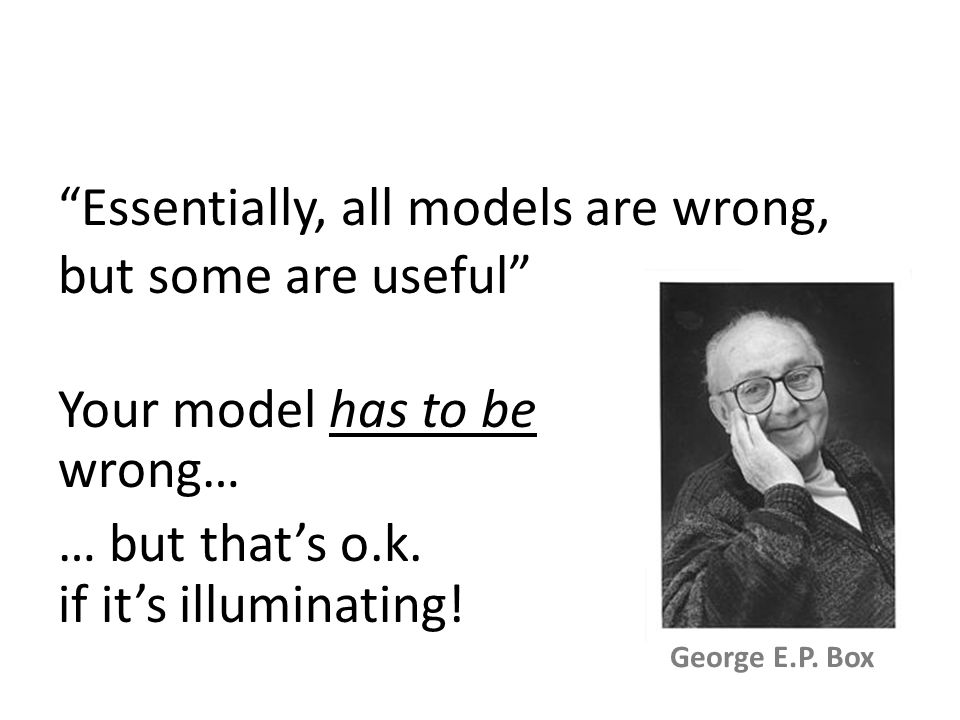 “Essentially, all models are wrong,
but some are useful”
Your model has to be
wrong…
… but that’s o.k.
if it’s illuminating!
George E.P. Box